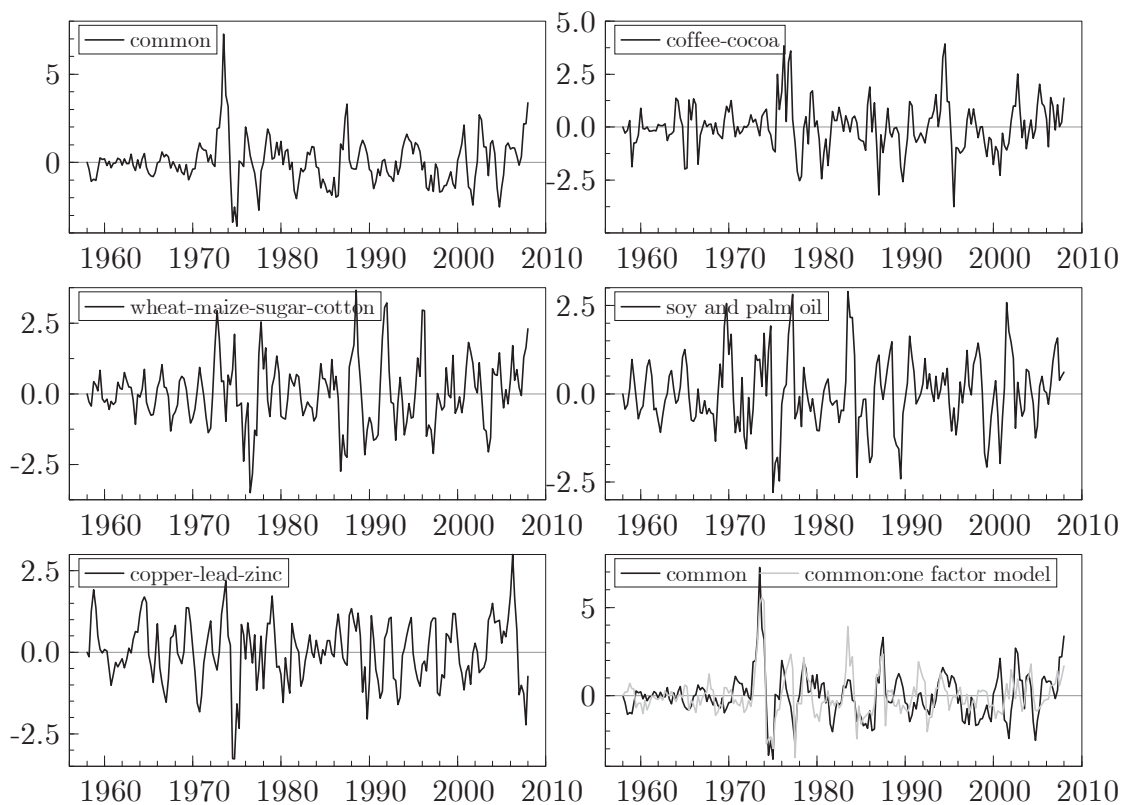 common
5
0
1960 1970 1980 1990 2000 2010
coffee-cocoa
5.0
2.5
0.0
-2.5
1960 1970 1980 1990 2000 2010
wheat-maize-sugar-cotton
2.5
0.0
-2.5
1960 1970 1980 1990 2000 2010
soy and palm oil
2.5
0.0
-2.5
1960 1970 1980 1990 2000 2010
copper-lead-zinc
2.5
0.0
-2.5
1960 1970 1980 1990 2000 2010
common common:one factor model
5
0
1960 1970 1980 1990 2000 2010